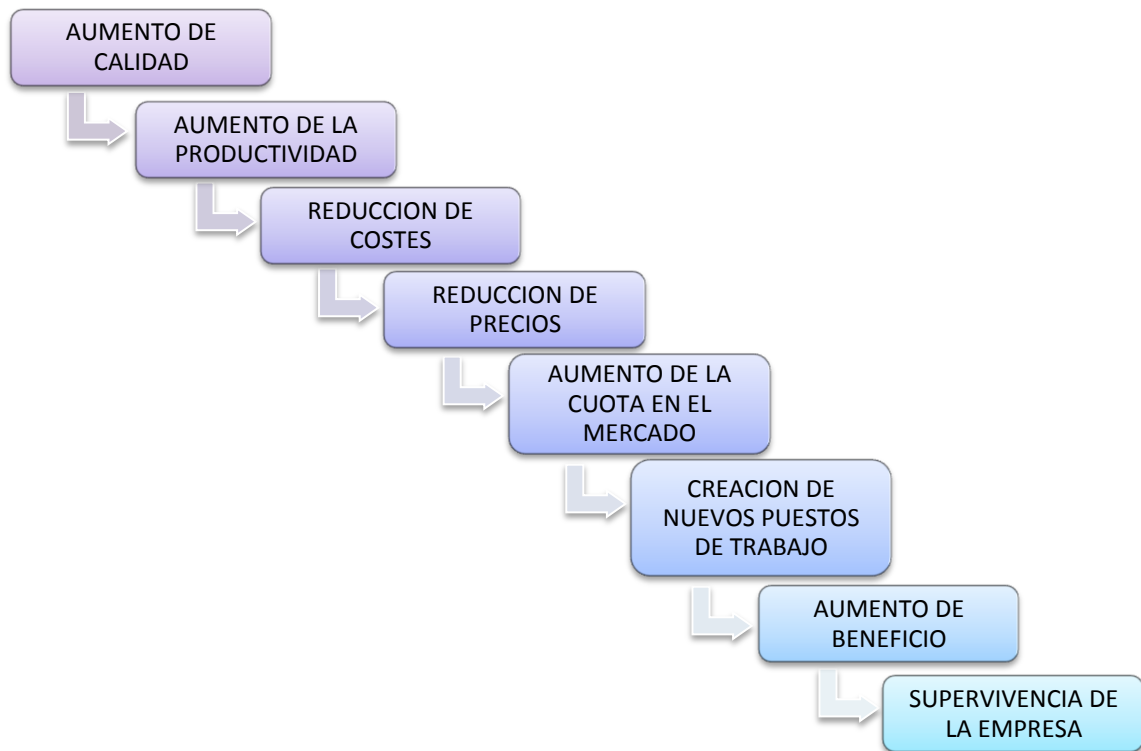 AUMENTO DE
CALIDAD
AUMENTO DE LA
PRODUCTIVIDAD
REDUCCION DE
COSTES
REDUCCION DE
PRECIOS
AUMENTO DE LA
CUOTA EN EL
MERCADO
CREACION DE
NUEVOS PUESTOS
DE TRABAJO
AUMENTO DE
BENEFICIO
SUPERVIVENCIA DE
LA EMPRESA